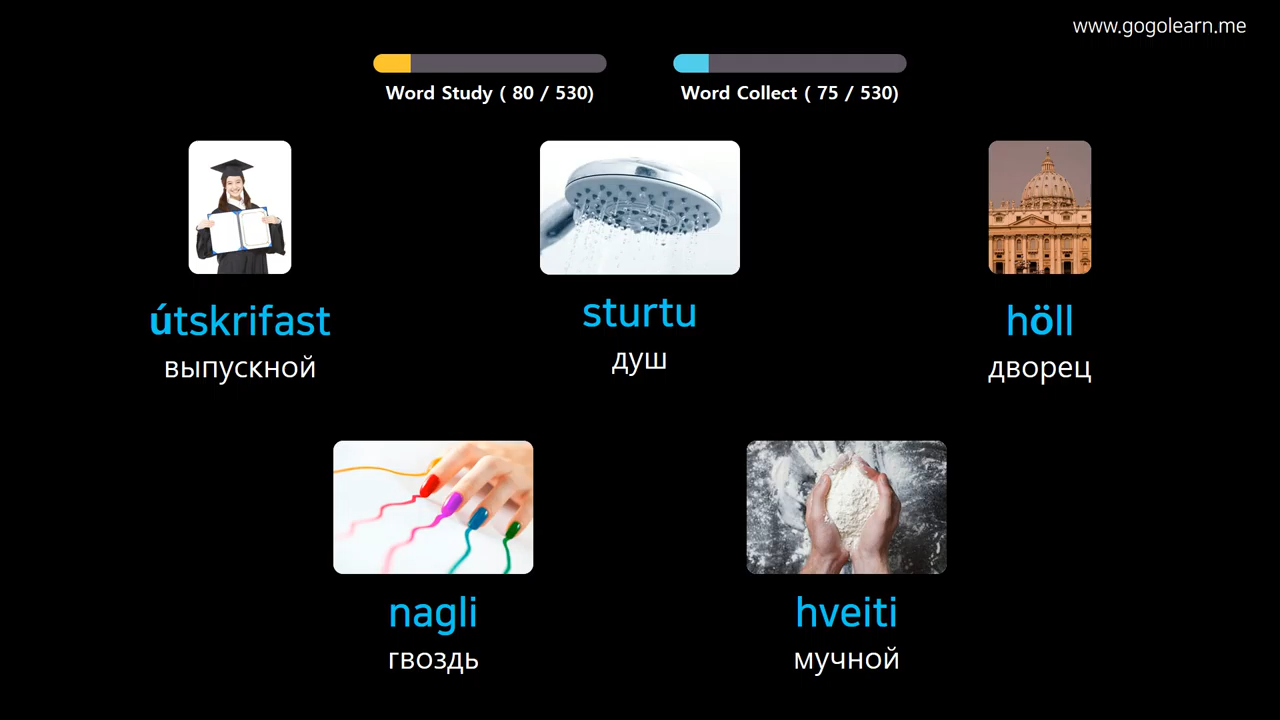 www.gogolearn.me
Word Study ( 80 / 530)
Word Collect ( 75 / 530)
útskrifast
выпускной
sturtu
душ
höll
дворец
nagli
гвоздь
hveiti
мучной